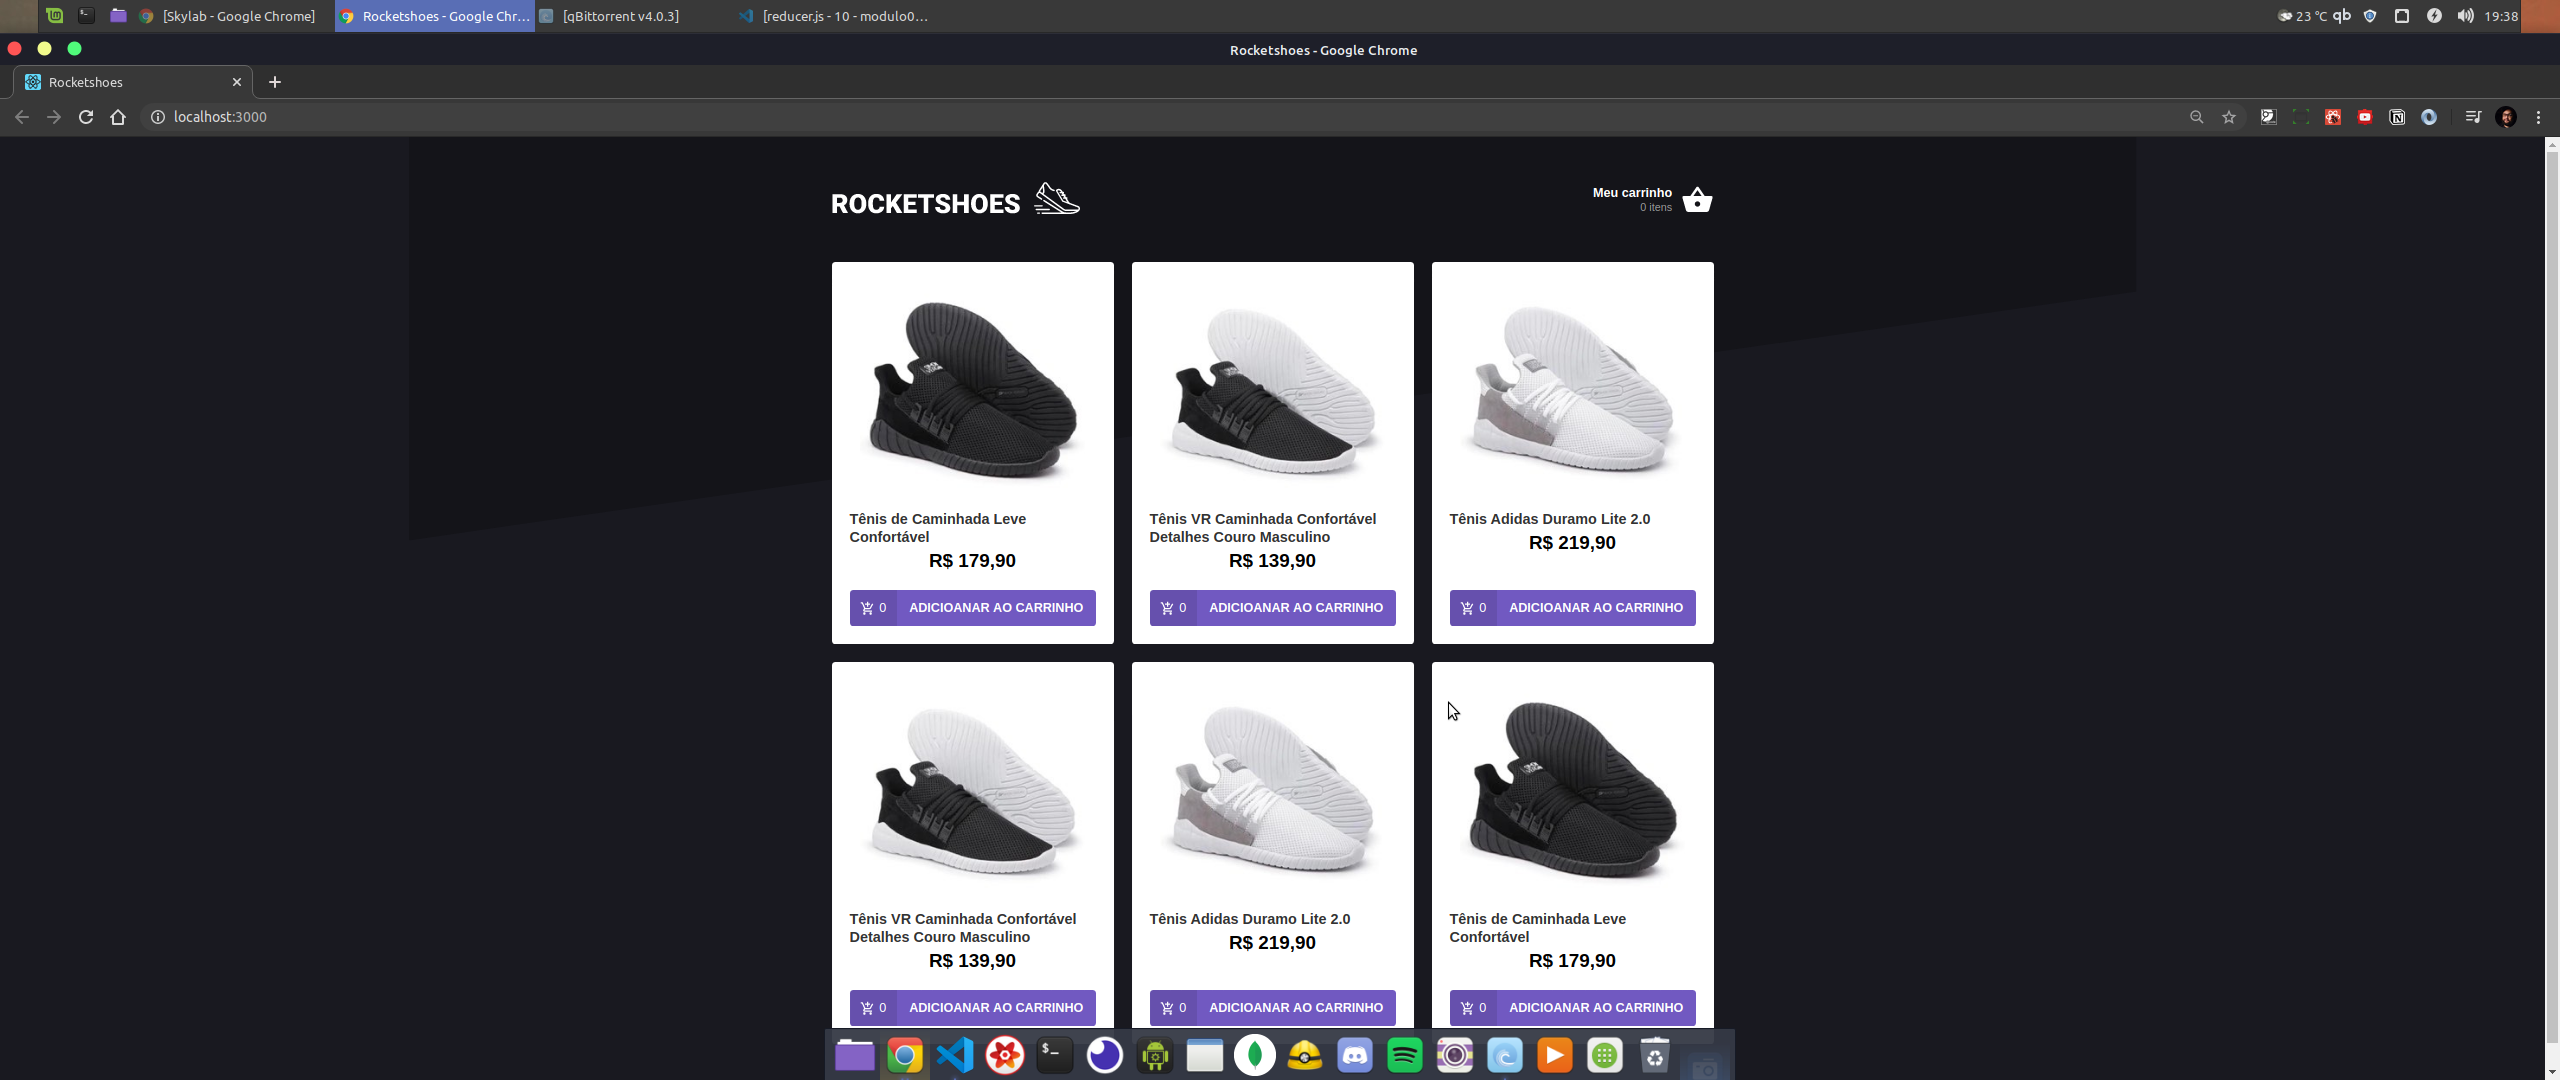 [Skylab - Google Chrome]
Rocketshoes - Google Chr...
[qBittorrent v4.0.3]
[reducer.js - 10 - modulo0...
23 °C
qb
19:38
Rocketshoes - Google Chrome
Rocketshoes
localhost:3000
ROCKETSHOES
Meu carrinho
0 itens
Tênis de Caminhada Leve
Confortável
R$ 179,90
0 ADICIOANAR AO CARRINHO
Tênis VR Caminhada Confortável
Detalhes Couro Masculino
R$ 139,90
0 ADICIOANAR AO CARRINHO
Tênis Adidas Duramo Lite 2.0
R$ 219,90
0 ADICIOANAR AO CARRINHO
Tênis VR Caminhada Confortável
Detalhes Couro Masculino
R$ 139,90
0 ADICIOANAR AO CARRINHO
Tênis Adidas Duramo Lite 2.0
R$ 219,90
0 ADICIOANAR AO CARRINHO
Tênis de Caminhada Leve
Confortável
R$ 179,90
0 ADICIOANAR AO CARRINHO